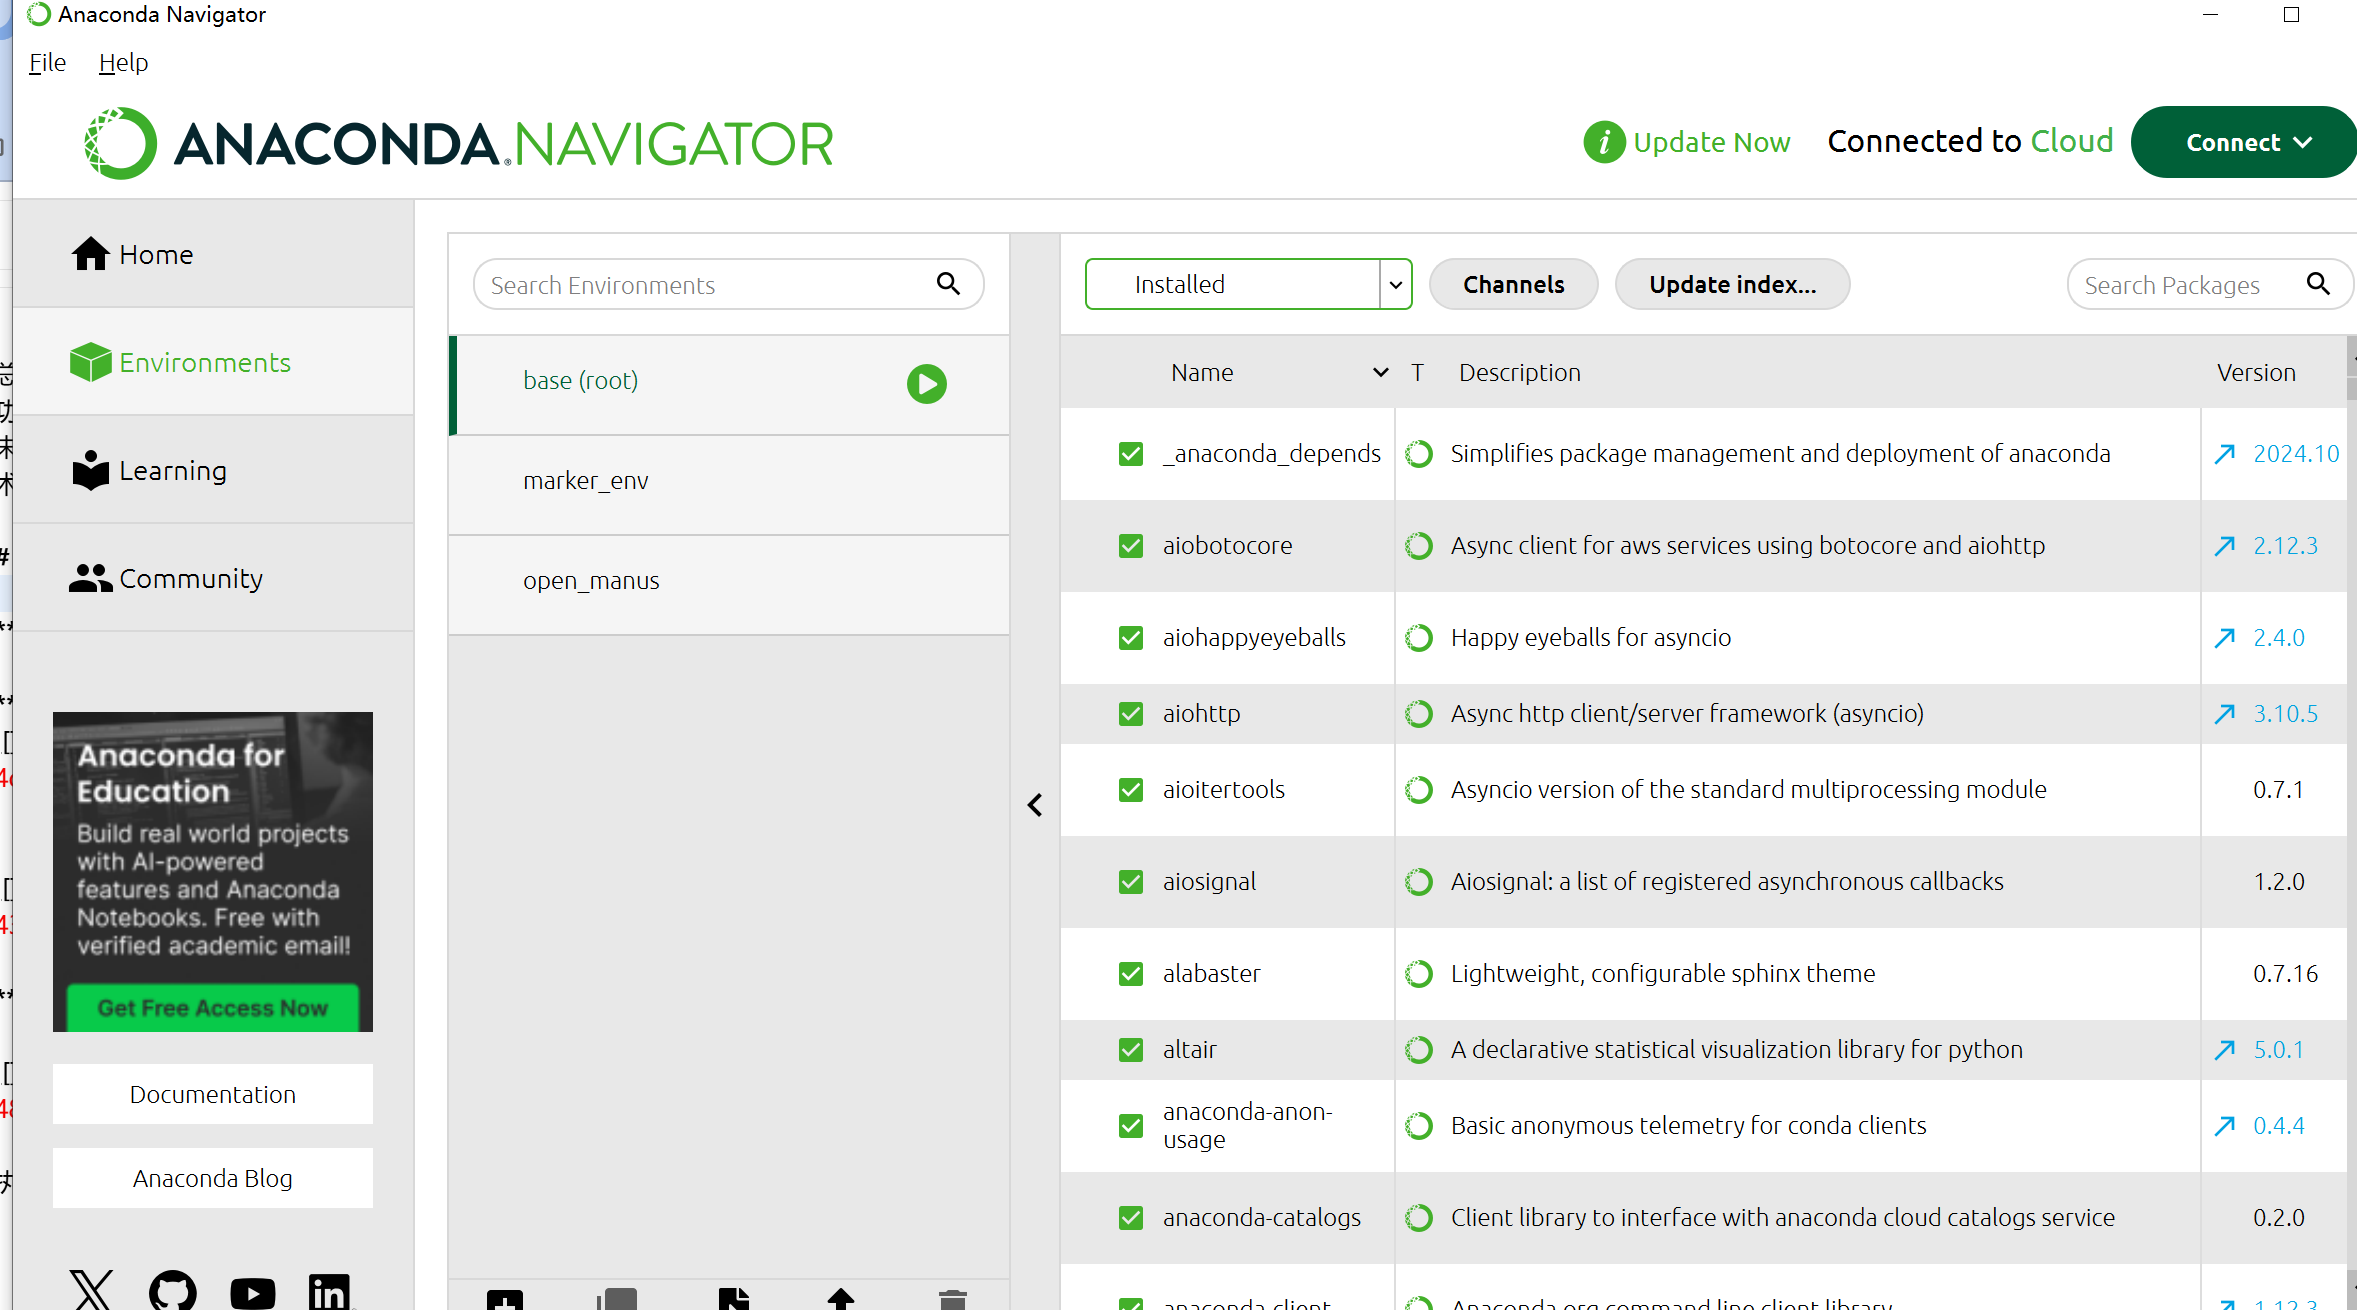 Anaconda Navigator
File Help
ANACONDA.NAVIGATOR
Update Now
Connected to Cloud
Connect
Home
Environments
Learning
Community
Anaconda for
Education
Build real world projects
with AI-powered
features and Anaconda
Notebooks. Free with
verified academic email!
Get Free Access Now
Documentation
Anaconda Blog
Search Environments
base (root)
marker_env
open_manus
Installed
Channels
Update index...
Search Packages
Name T Description Version
_anaconda_depends Simplifies package management and deployment of anaconda 2024.10
aiobotocore Async client for aws services using botocore and aiohttp 2.12.3
aiohappyeyeballs Happy eyeballs for asyncio 2.4.0
aiohttp Async http client/server framework (asyncio) 3.10.5
aioitertools Asyncio version of the standard multiprocessing module 0.7.1
aiosignal Aiosignal: a list of registered asynchronous callbacks 1.2.0
alabaster Lightweight, configurable sphinx theme 0.7.16
altair A declarative statistical visualization library for python 5.0.1
anaconda-anon-
usage Basic anonymous telemetry for conda clients 0.4.4
anaconda-catalogs Client library to interface with anaconda cloud catalogs service 0.2.0
anaconda-client Anaconda.org command line client library 1.12.3